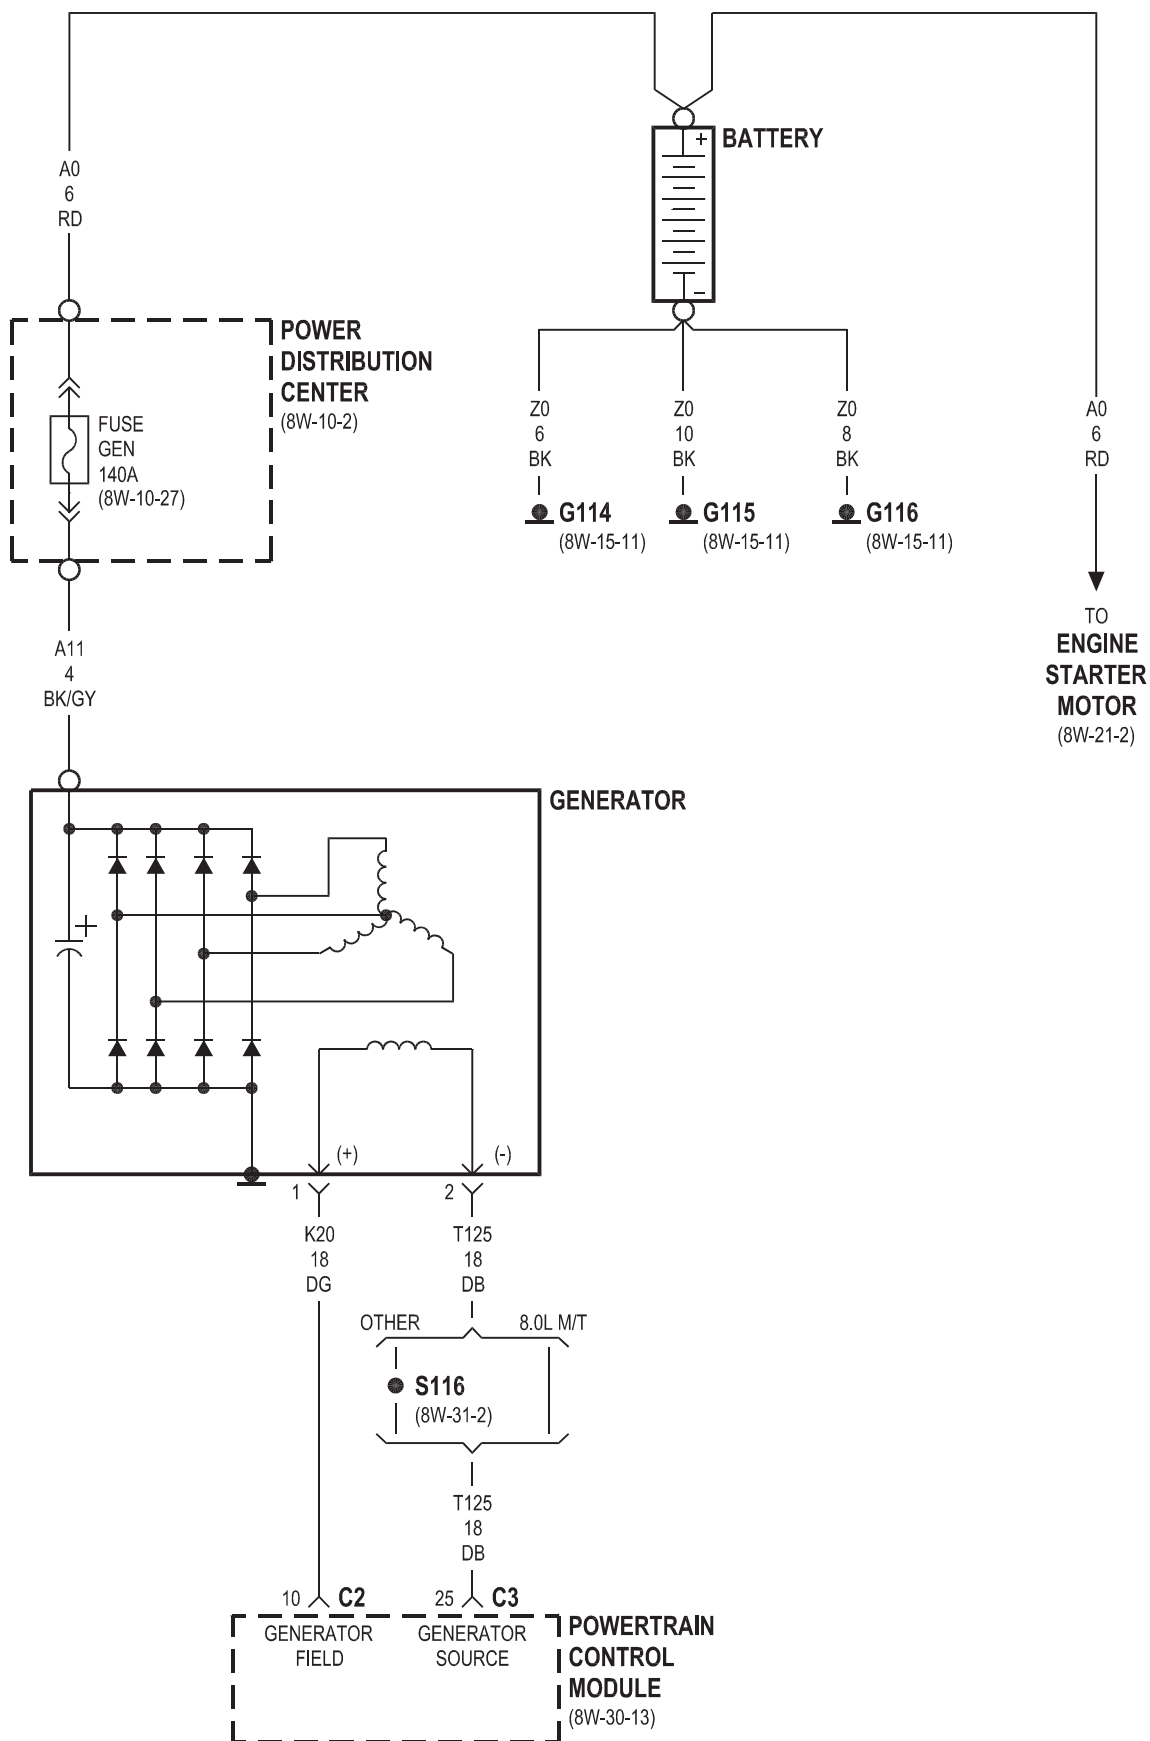 +
BATTERY
−
A0
6
RD
POWER
DISTRIBUTION
CENTER
(8W-10-2)
FUSE
GEN
140A
(8W-10-27)
Z0
6
BK
G114
(8W-15-11)
Z0
10
BK
G115
(8W-15-11)
Z0
8
BK
G116
(8W-15-11)
A0
6
RD
TO
ENGINE
STARTER
MOTOR
(8W-21-2)
A11
4
BK/GY
GENERATOR
+
(+)
(-)
1
2
K20
18
DG
T125
18
DB
OTHER
8.0L M/T
S116
(8W-31-2)
T125
18
DB
10 C2
25 C3
GENERATOR
FIELD
GENERATOR
SOURCE
POWERTRAIN
CONTROL
MODULE
(8W-30-13)